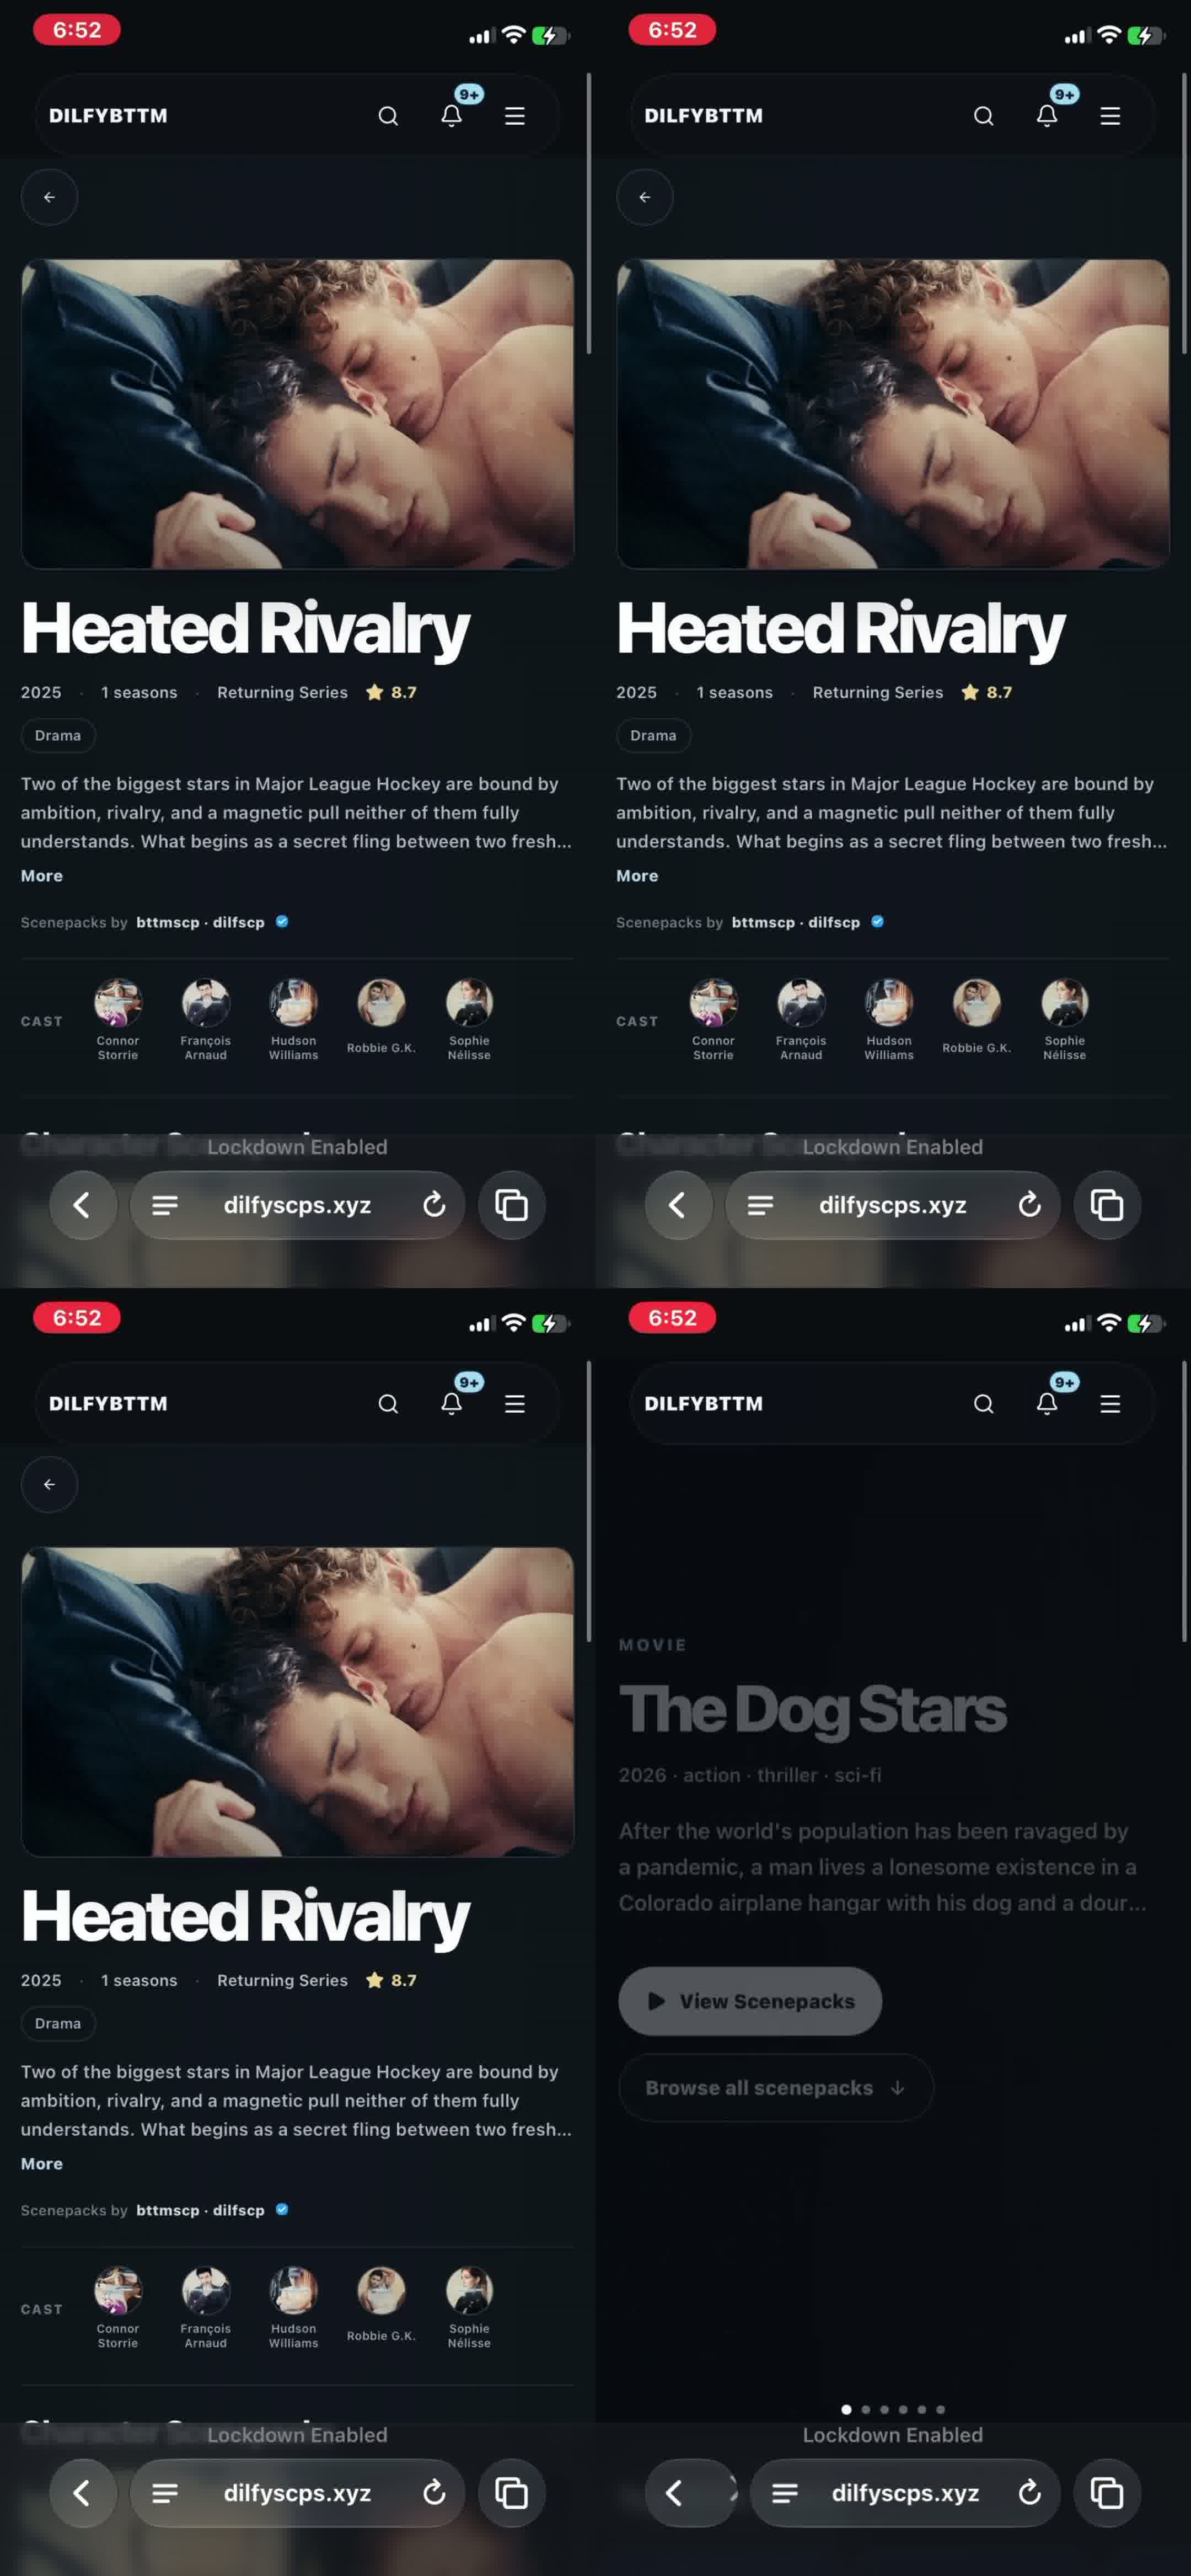 6:52
9+
DILFYBTTM
Heated Rivalry
2025 · 1 seasons · Returning Series 8.7
Drama
Two of the biggest stars in Major League Hockey are bound by
ambition, rivalry, and a magnetic pull neither of them fully
understands. What begins as a secret fling between two fresh...
More
Scenepacks by bttmscp · dilfscp
CAST
Connor
Storrie
François
Arnaud
Hudson
Williams
Robbie G.K.
Sophie
Nélisse
Lockdown Enabled
dilfyscps.xyz
6:52
9+
DILFYBTTM
Heated Rivalry
2025 · 1 seasons · Returning Series 8.7
Drama
Two of the biggest stars in Major League Hockey are bound by
ambition, rivalry, and a magnetic pull neither of them fully
understands. What begins as a secret fling between two fresh...
More
Scenepacks by bttmscp · dilfscp
CAST
Connor
Storrie
François
Arnaud
Hudson
Williams
Robbie G.K.
Sophie
Nélisse
Lockdown Enabled
dilfyscps.xyz
6:52
9+
DILFYBTTM
Heated Rivalry
2025 · 1 seasons · Returning Series 8.7
Drama
Two of the biggest stars in Major League Hockey are bound by
ambition, rivalry, and a magnetic pull neither of them fully
understands. What begins as a secret fling between two fresh...
More
Scenepacks by bttmscp · dilfscp
CAST
Connor
Storrie
François
Arnaud
Hudson
Williams
Robbie G.K.
Sophie
Nélisse
Lockdown Enabled
dilfyscps.xyz
6:52
9+
DILFYBTTM
MOVIE
The Dog Stars
2026 · action · thriller · sci-fi
After the world's population has been ravaged by
a pandemic, a man lives a lonesome existence in a
Colorado airplane hangar with his dog and a dour...
View Scenepacks
Browse all scenepacks
Lockdown Enabled
dilfyscps.xyz